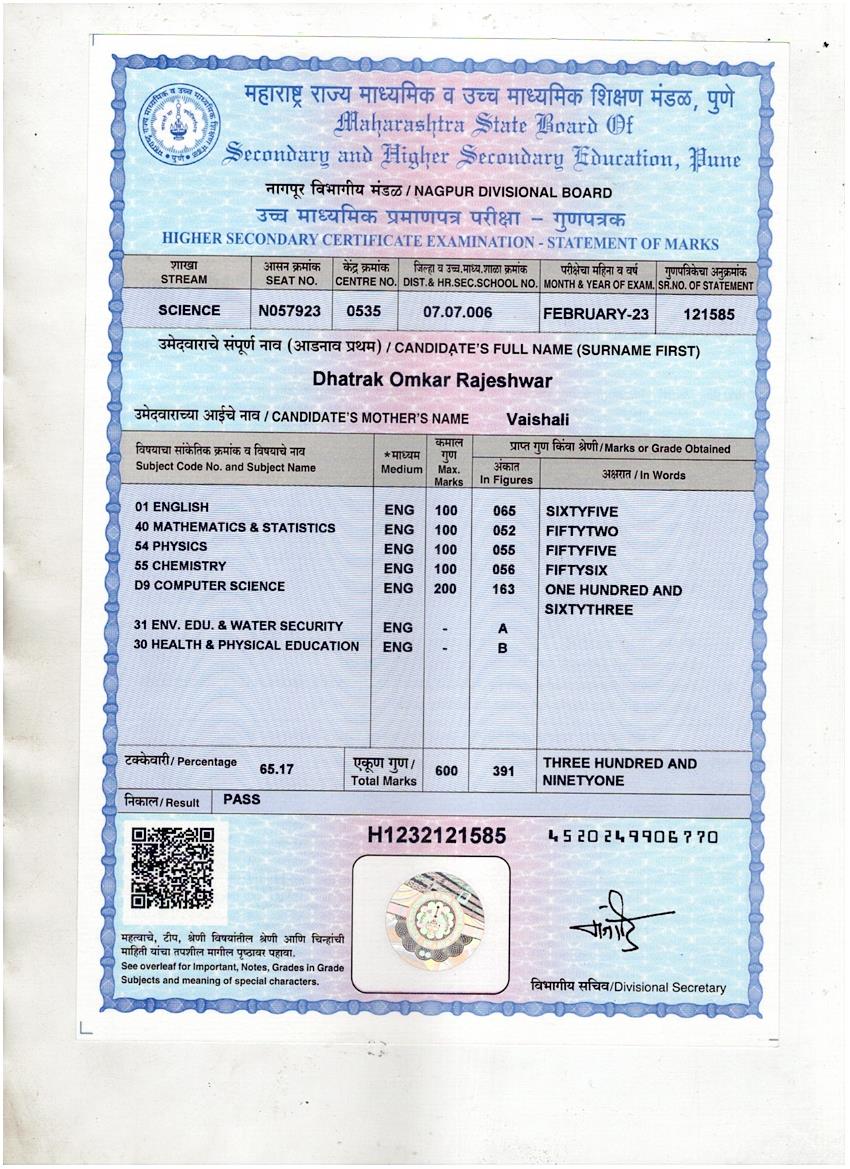 महाराष्ट्र राज्य माध्यमिक व उच्च माध्यमिक शिक्षण मंडळ, पुणे
Maharashtra State Board Of
Secondary and Higher Secondary Education, Pune
नागपूर विभागीय मंडळ / NAGPUR DIVISIONAL BOARD
उच्च माध्यमिक प्रमाणपत्र परीक्षा – गुणपत्रक
HIGHER SECONDARY CERTIFICATE EXAMINATION - STATEMENT OF MARKS
शाखा आसन क्रमांक केंद्र क्रमांक जिल्हा व उच्च.माध्य.शाळा क्रमांक परीक्षेचा महिना व वर्ष गुणपत्रिकेचा अनुक्रमांक
STREAM SEAT NO. CENTRE NO. DIST.& HR.SEC.SCHOOL NO. MONTH & YEAR OF EXAM. SR.NO. OF STATEMENT
SCIENCE N057923 0535 07.07.006 FEBRUARY-23 121585
उमेदवाराचे संपूर्ण नाव (आडनाव प्रथम) / CANDIDATE'S FULL NAME (SURNAME FIRST)
Dhatrak Omkar Rajeshwar
उमेदवाराच्या आईचे नाव / CANDIDATE'S MOTHER'S NAME Vaishali
विषयाचा सांकेतिक क्रमांक व विषयाचे नाव
Subject Code No. and Subject Name
*माध्यम
Medium
कमाल
गुण
Max.
Marks
प्राप्त गुण किंवा श्रेणी/Marks or Grade Obtained
अंकात
In Figures
अक्षरात / In Words
01 ENGLISH ENG 100 065 SIXTYFIVE
40 MATHEMATICS & STATISTICS ENG 100 052 FIFTYTWO
54 PHYSICS ENG 100 055 FIFTYFIVE
55 CHEMISTRY ENG 100 056 FIFTYSIX
D9 COMPUTER SCIENCE ENG 200 163 ONE HUNDRED AND
SIXTYTHREE
31 ENV. EDU. & WATER SECURITY ENG - A
30 HEALTH & PHYSICAL EDUCATION ENG - B
टक्केवारी/ Percentage 65.17
एकूण गुण /
Total Marks
600 391 THREE HUNDRED AND
NINETYONE
निकाल/ Result PASS
H1232121585 4520249906770
महत्वाचे, टीप, श्रेणी विषयांतील श्रेणी आणि चिन्हांची
माहिती यांचा तपशील मागील पृष्ठावर पहावा.
See overleaf for Important, Notes, Grades in Grade
Subjects and meaning of special characters.
विभागीय सचिव/Divisional Secretary